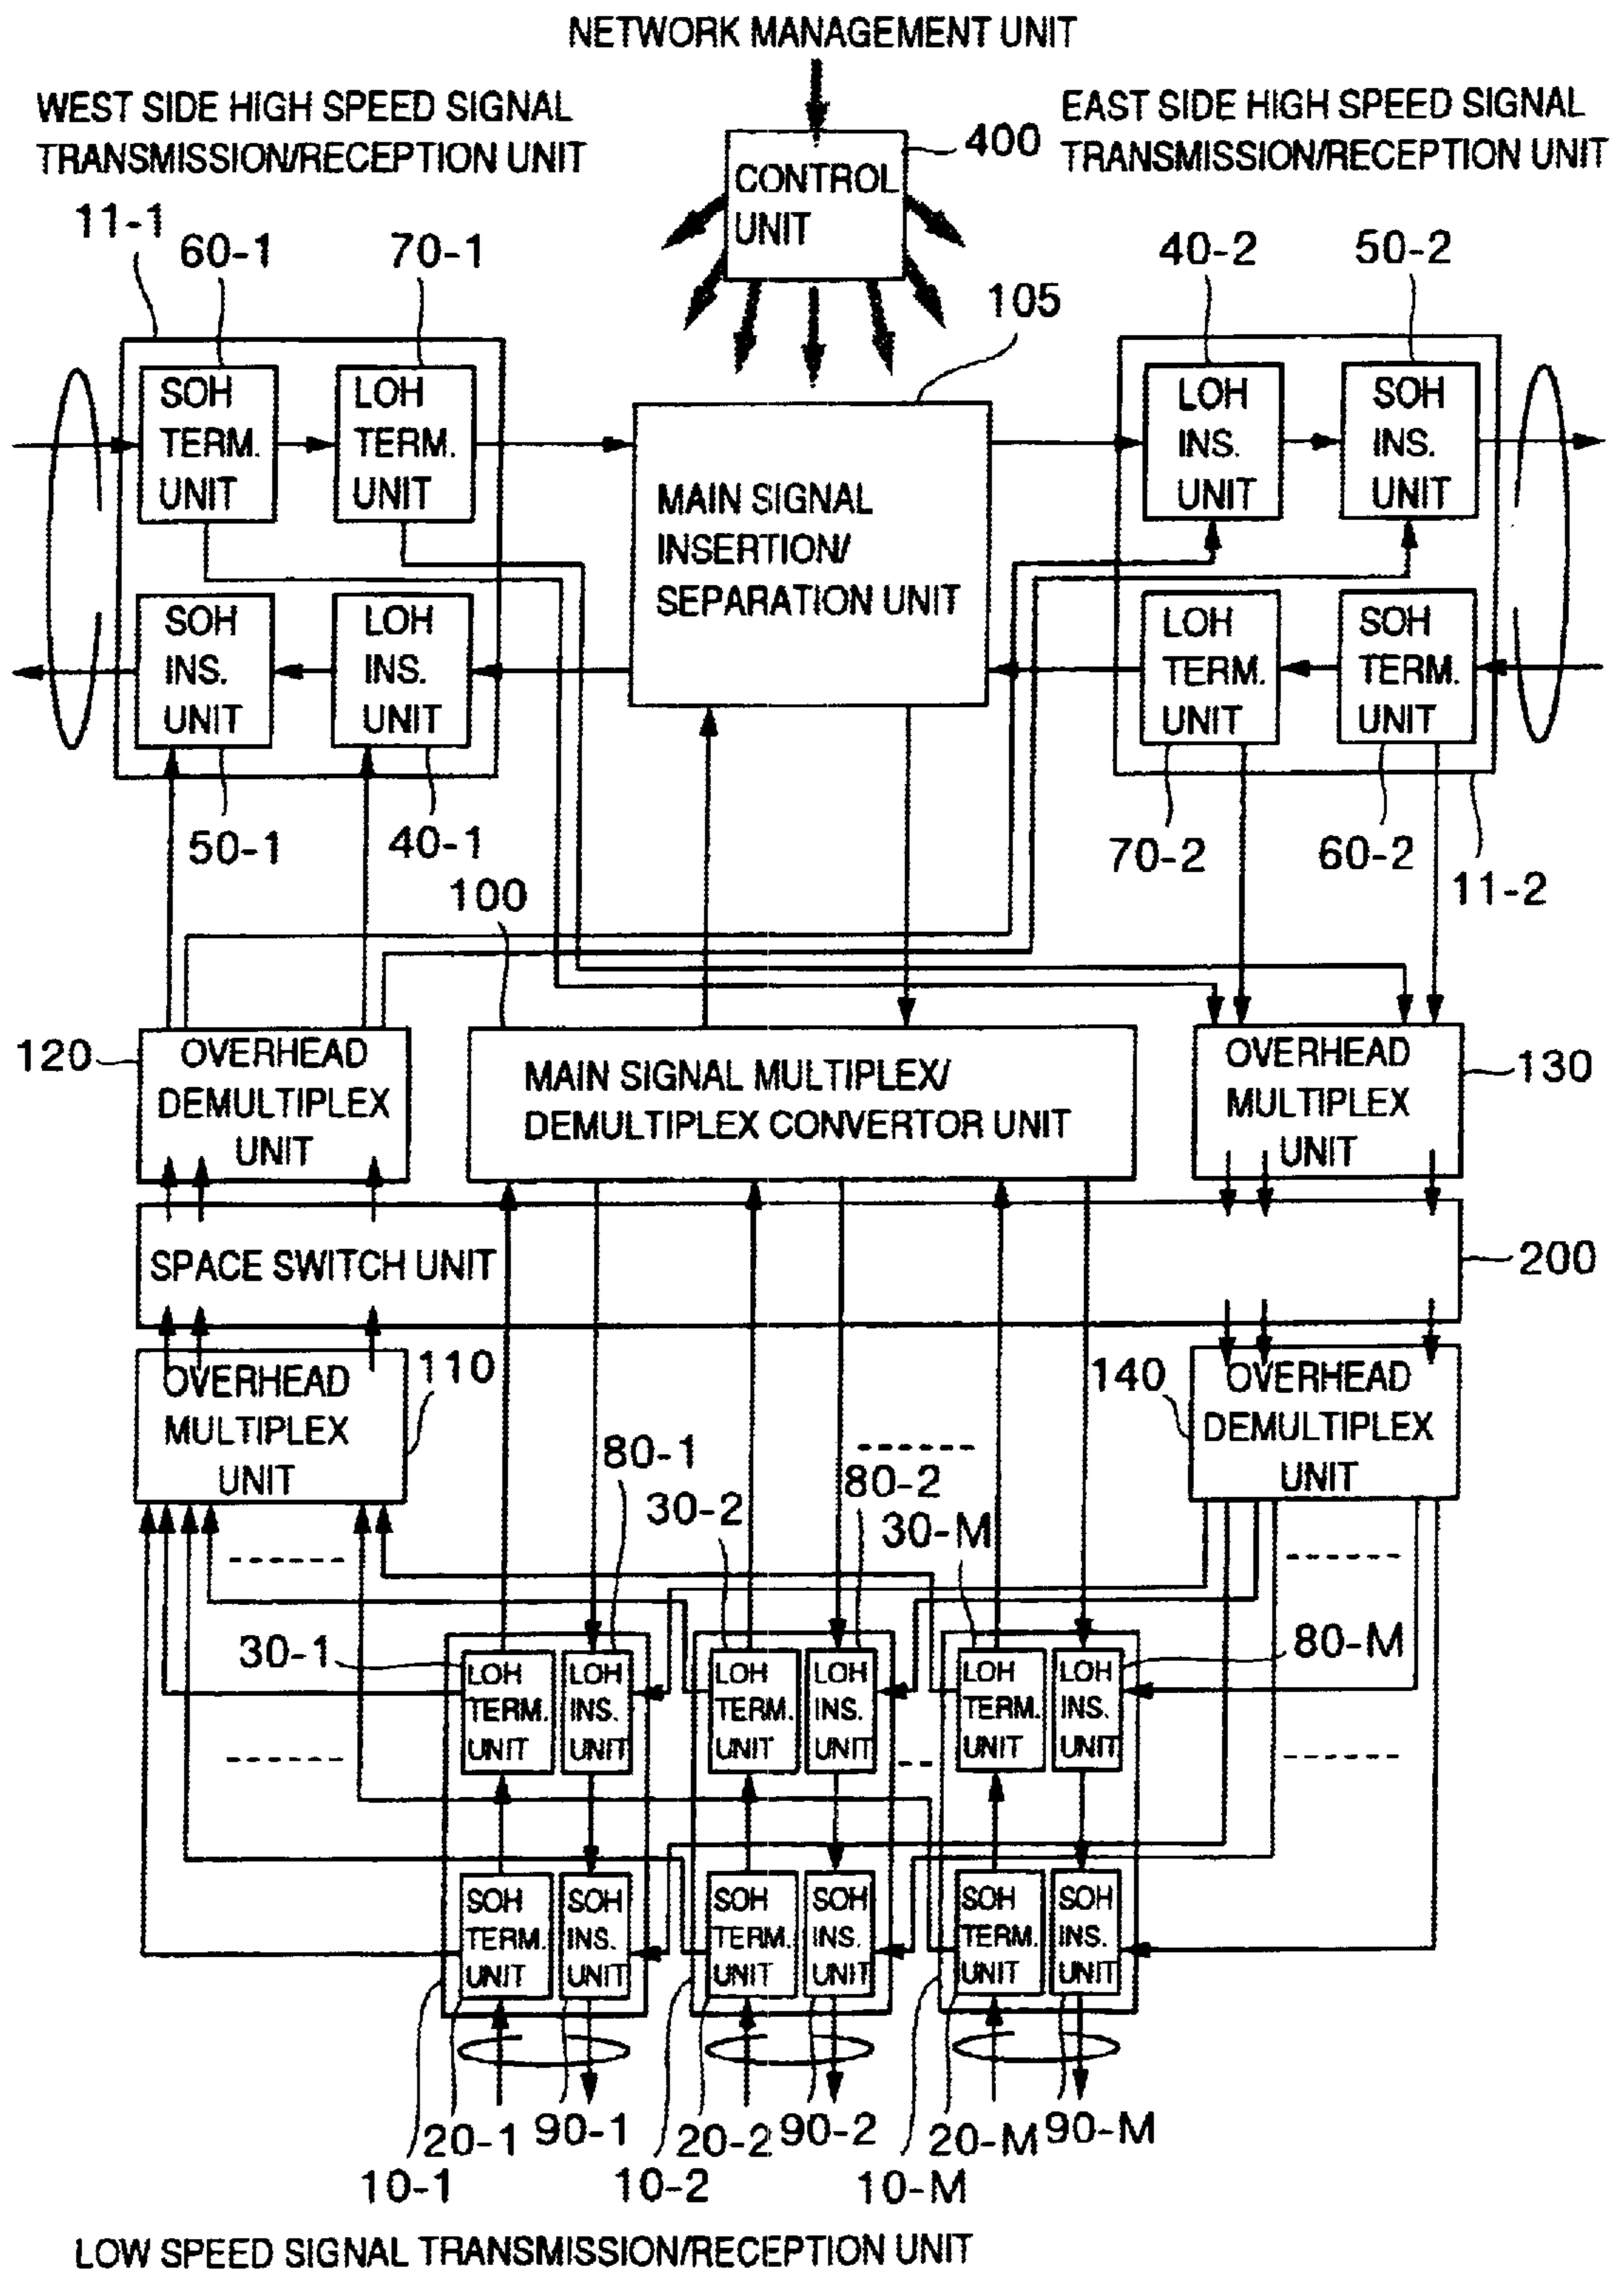 NETWORK MANAGEMENT UNIT
WEST SIDE HIGH SPEED SIGNAL
TRANSMISSION/RECEPTION UNIT
EAST SIDE HIGH SPEED SIGNAL
TRANSMISSION/RECEPTION UNIT
400
CONTROL
UNIT
11-1
60-1
70-1
40-2
50-2
105
SOH
TERM.
UNIT
LOH
TERM.
UNIT
MAIN SIGNAL
INSERTION/
SEPARATION UNIT
LOH
INS.
UNIT
SOH
INS.
UNIT
SOH
INS.
UNIT
LOH
INS.
UNIT
LOH
TERM.
UNIT
SOH
TERM.
UNIT
50-1
40-1
70-2
60-2
11-2
100
120
OVERHEAD
DEMULTIPLEX
UNIT
MAIN SIGNAL MULTIPLEX/
DEMULTIPLEX CONVERTOR UNIT
OVERHEAD
MULTIPLEX
UNIT
130
SPACE SWITCH UNIT
200
OVERHEAD
MULTIPLEX
UNIT
110
140
OVERHEAD
DEMULTIPLEX
UNIT
80-1
30-2
80-2
30-M
30-1
80-M
LOH
TERM.
UNIT
LOH
INS.
UNIT
LOH
TERM.
UNIT
LOH
INS.
UNIT
LOH
TERM.
UNIT
LOH
INS.
UNIT
SOH
TERM.
UNIT
SOH
INS.
UNIT
SOH
TERM.
UNIT
SOH
INS.
UNIT
SOH
TERM.
UNIT
SOH
INS.
UNIT
20-1
90-1
20-2
90-2
20-M
90-M
10-1
10-2
10-M
LOW SPEED SIGNAL TRANSMISSION/RECEPTION UNIT